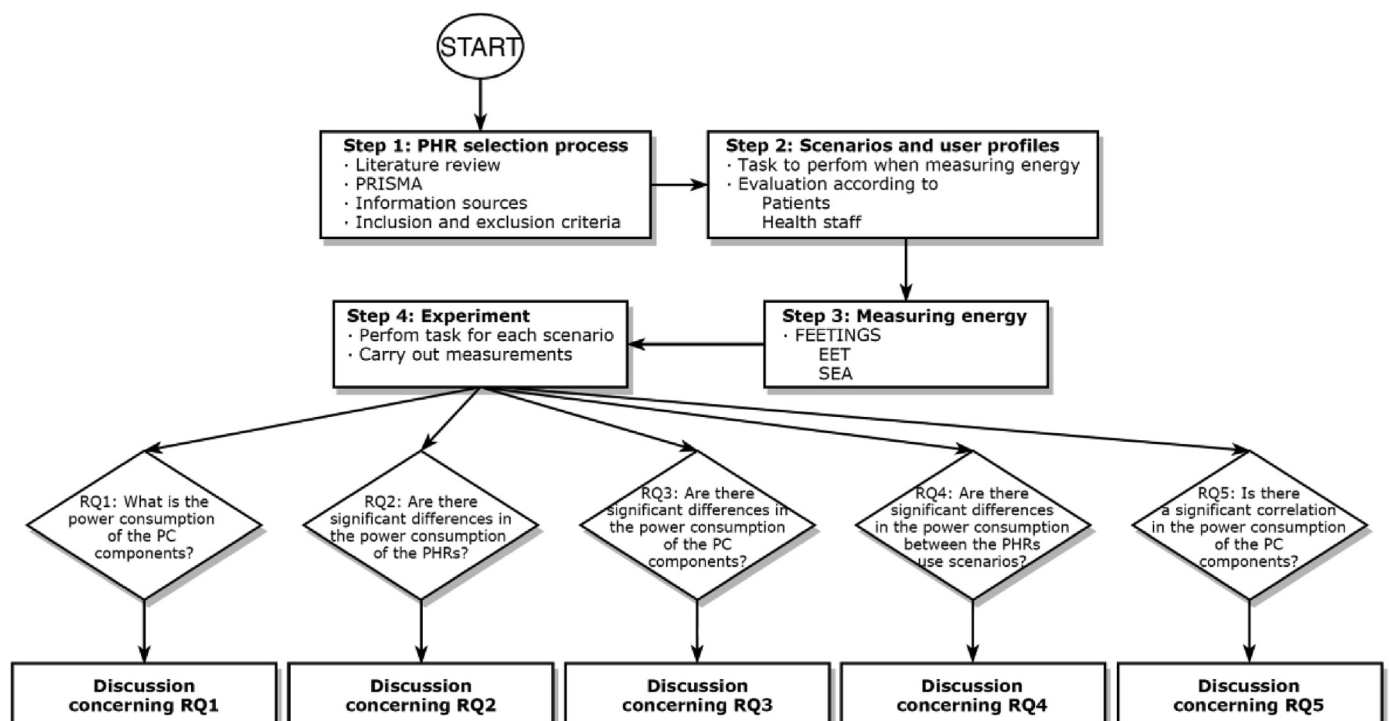 START
Step 1: PHR selection process
· Literature review
· PRISMA
· Information sources
· Inclusion and exclusion criteria
Step 2: Scenarios and user profiles
· Task to perfom when measuring energy
· Evaluation according to
Patients
Health staff
Step 3: Measuring energy
· FEETINGS
EET
SEA
Step 4: Experiment
· Perfom task for each scenario
· Carry out measurements
RQ1: What is the
power consumption
of the PC
components?
RQ2: Are there
significant differences in
the power consumption
of the PHRs?
RQ3: Are there
significant differences in
the power consumption
of the PC
components?
RQ4: Are there
significant differences
in the power consumption
between the PHRs
use scenarios?
RQ5: Is there
a significant correlation
in the power consumption
of the PC
components?
Discussion
concerning RQ1
Discussion
concerning RQ2
Discussion
concerning RQ3
Discussion
concerning RQ4
Discussion
concerning RQ5